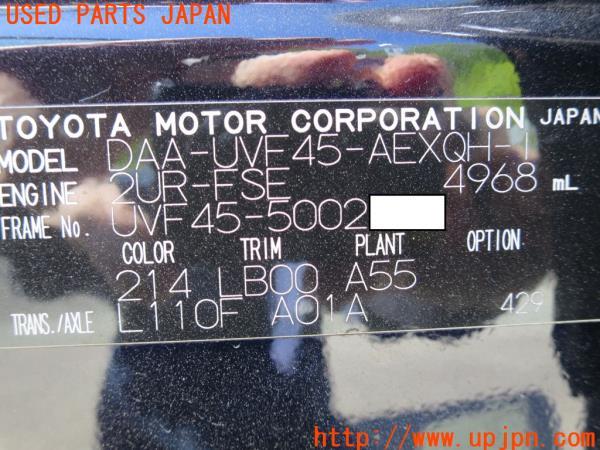 USED PARTS JAPAN
TOYOTA MOTOR CORPORATION JAPAN
MODEL DAA-UVF45-AEXQH-
ENGINE 2UR-FSE 4968 mL
FRAME No. UVF45-5002
COLOR TRIM PLANT OPTION
214 LB00 A55
TRANS./AXLE L110F A01A 429
http://www.upjpn.com